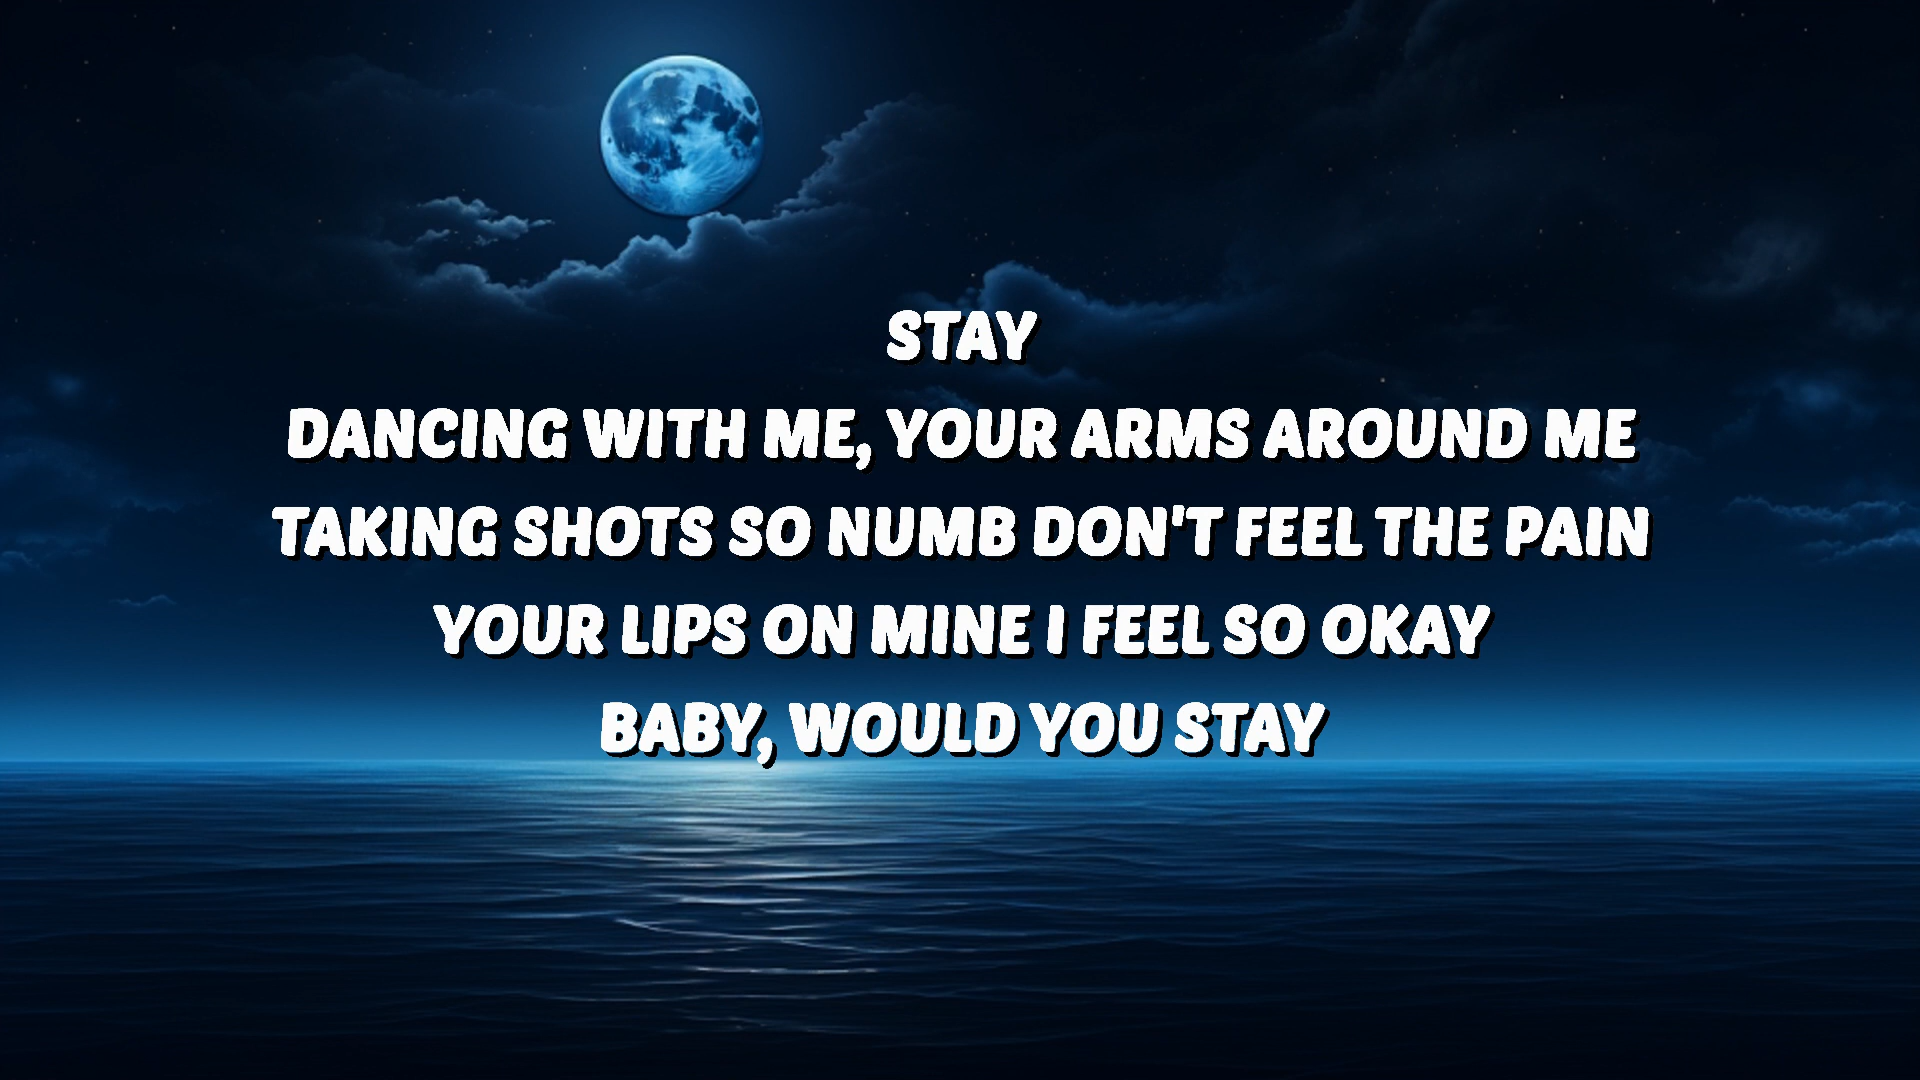 STAY
DANCING WITH ME, YOUR ARMS AROUND ME
TAKING SHOTS SO NUMB DON'T FEEL THE PAIN
YOUR LIPS ON MINE I FEEL SO OKAY
BABY, WOULD YOU STAY